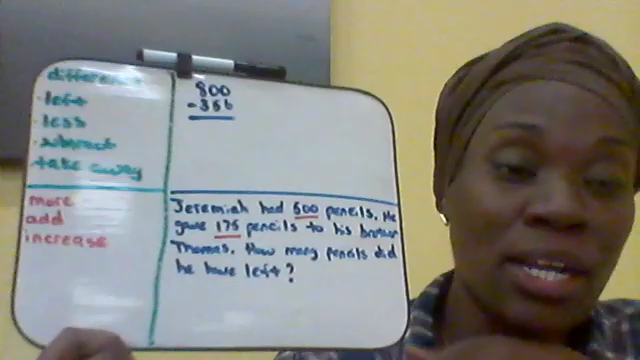 difference
·left
·less
·subtract
·take away
more
add
increase
800
-356
Jeremiah had 500 pencils. He
gave 175 pencils to his brother
Thomas. How many pencils did
he have left?